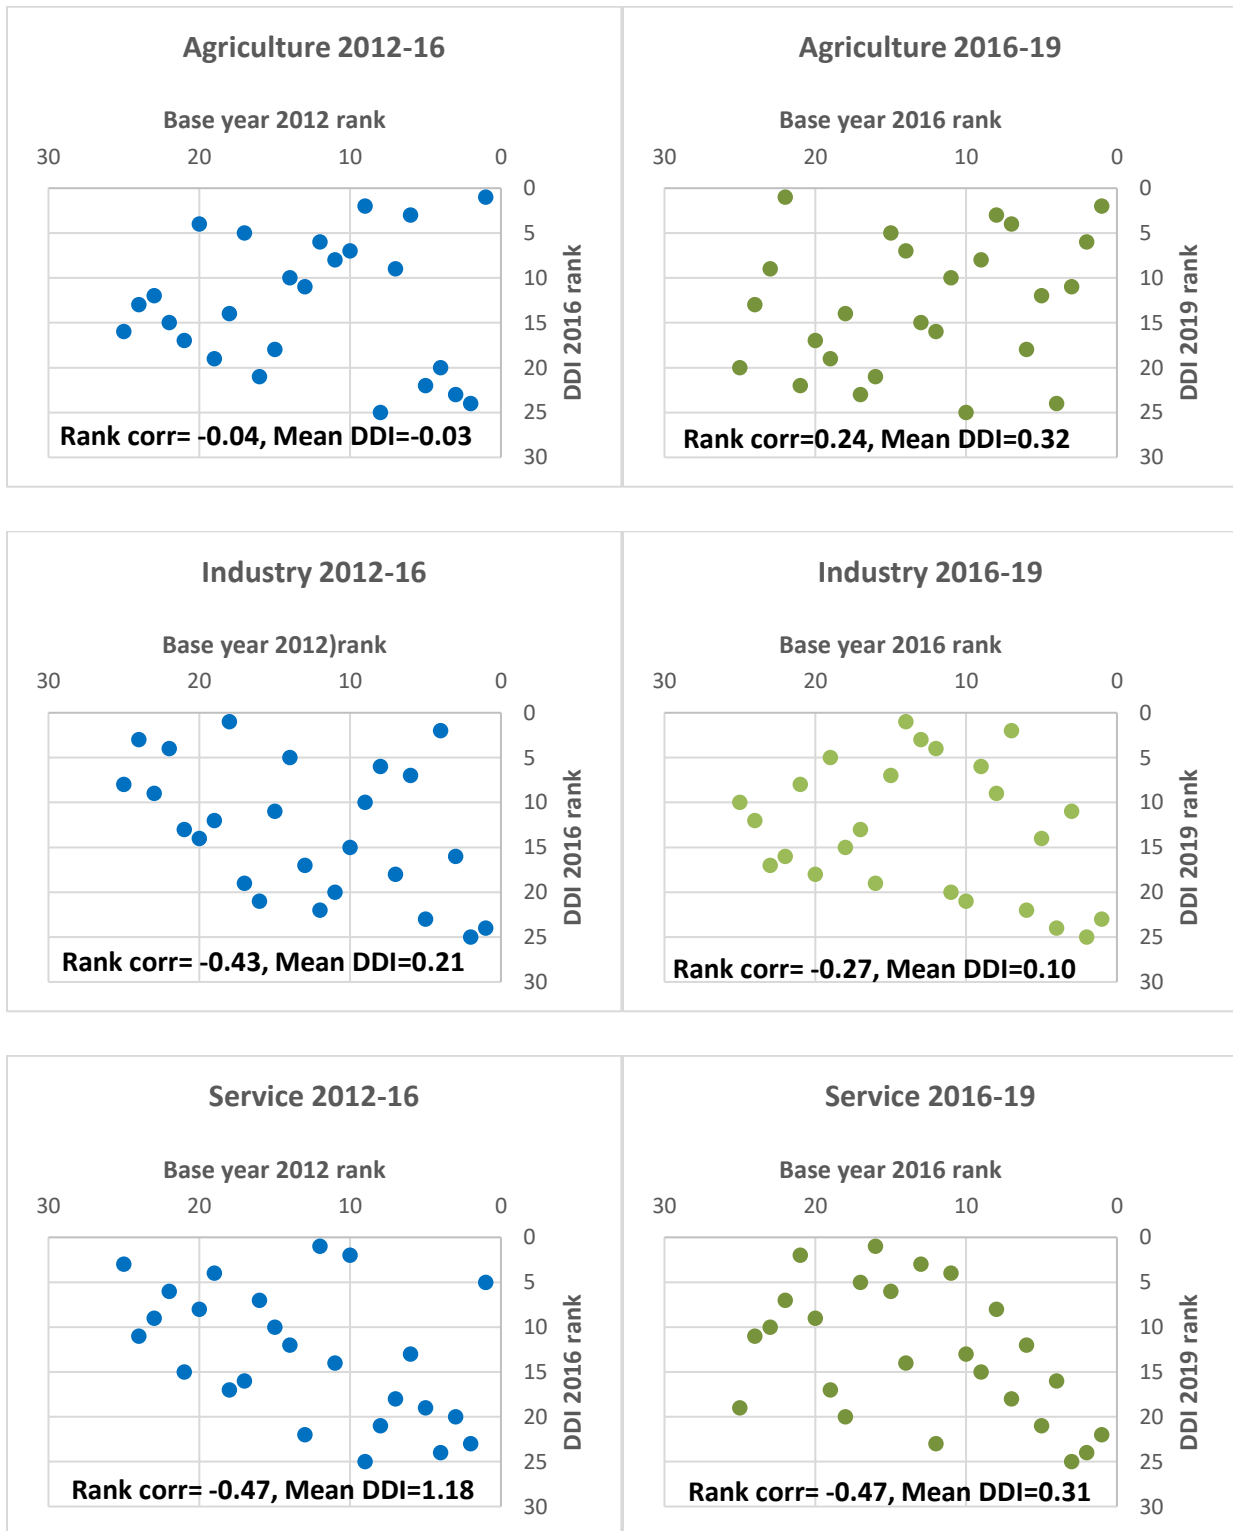 Agriculture 2012-16
Base year 2012 rank
30 20 10 0
0
5
10
15
20
25
30
DDI 2016 rank
Rank corr= -0.04, Mean DDI=-0.03
Agriculture 2016-19
Base year 2016 rank
30 20 10 0
0
5
10
15
20
25
30
DDI 2019 rank
Rank corr=0.24, Mean DDI=0.32
Industry 2012-16
Base year 2012)rank
30 20 10 0
0
5
10
15
20
25
30
DDI 2016 rank
Rank corr= -0.43, Mean DDI=0.21
Industry 2016-19
Base year 2016 rank
30 20 10 0
0
5
10
15
20
25
30
DDI 2019 rank
Rank corr= -0.27, Mean DDI=0.10
Service 2012-16
Base year 2012 rank
30 20 10 0
0
5
10
15
20
25
30
DDI 2016 rank
Rank corr= -0.47, Mean DDI=1.18
Service 2016-19
Base year 2016 rank
30 20 10 0
0
5
10
15
20
25
30
DDI 2019 rank
Rank corr= -0.47, Mean DDI=0.31